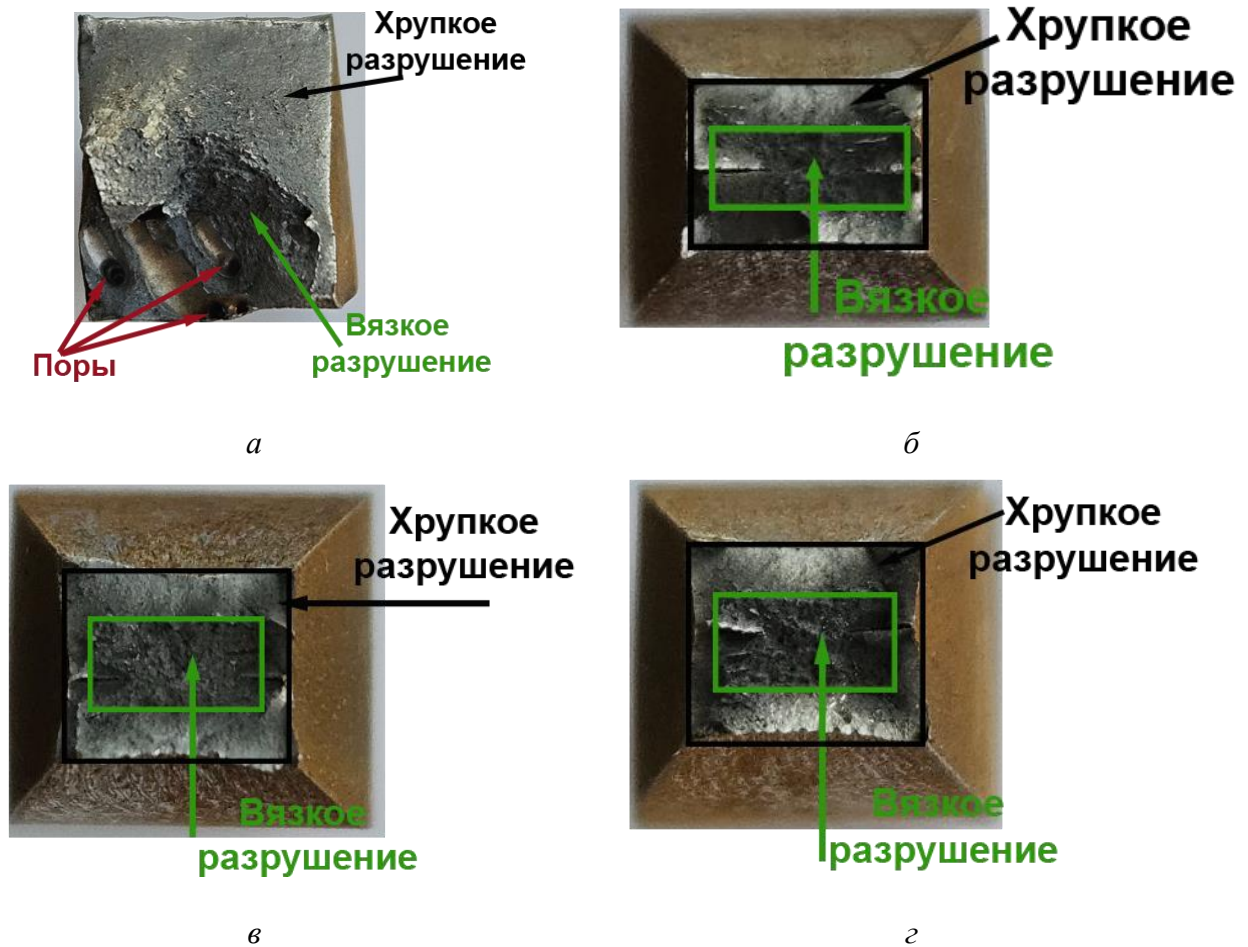 Хрупкое
разрушение
Поры
Вязкое
разрушение
Хрупкое
разрушение
Вязкое
разрушение
а
б
Хрупкое
разрушение
Вязкое
разрушение
Хрупкое
разрушение
Вязкое
разрушение
в
г